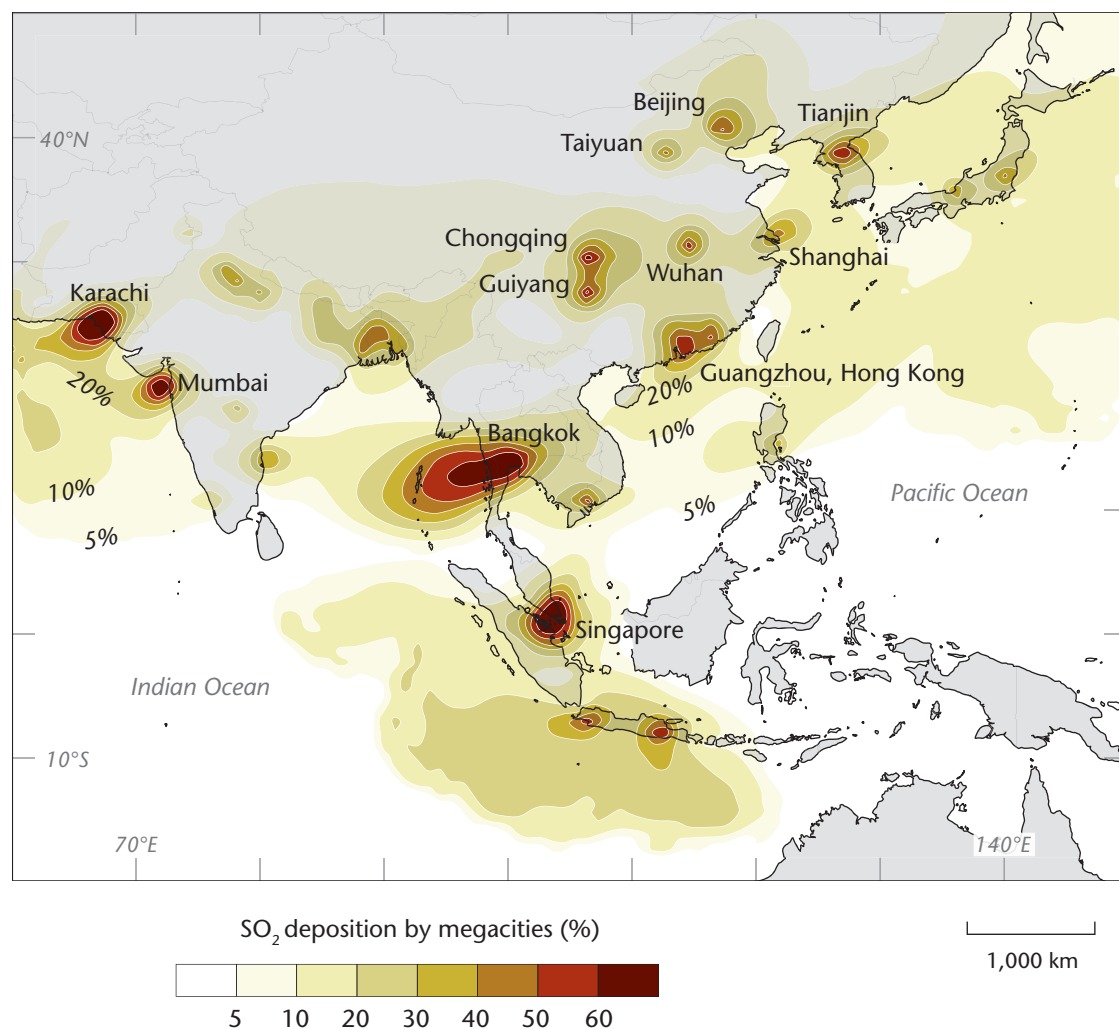 Beijing
Tianjin
40°N
Taiyuan
Chongqing
Wuhan
Shanghai
Guiyang
Karachi
20%
Mumbai
Guangzhou, Hong Kong
20%
10%
Bangkok
10%
Pacific Ocean
5%
5%
Singapore
Indian Ocean
10°S
70°E
140°E
SO₂ deposition by megacities (%)
5 10 20 30 40 50 60
1,000 km